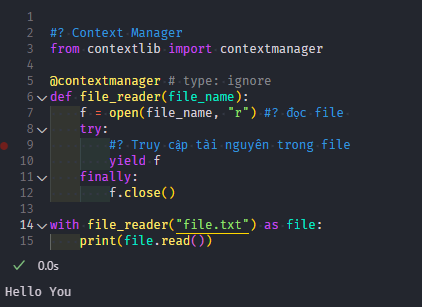 1
2 #? Context Manager
3 from contextlib import contextmanager
4
5 @contextmanager # type: ignore
6 def file_reader(file_name):
7     f = open(file_name, "r") #? đọc file
8     try:
9         #? Truy cập tài nguyên trong file
10         yield f
11     finally:
12         f.close()
13
14 with file_reader("file.txt") as file:
15     print(file.read())
0.0s
Hello You